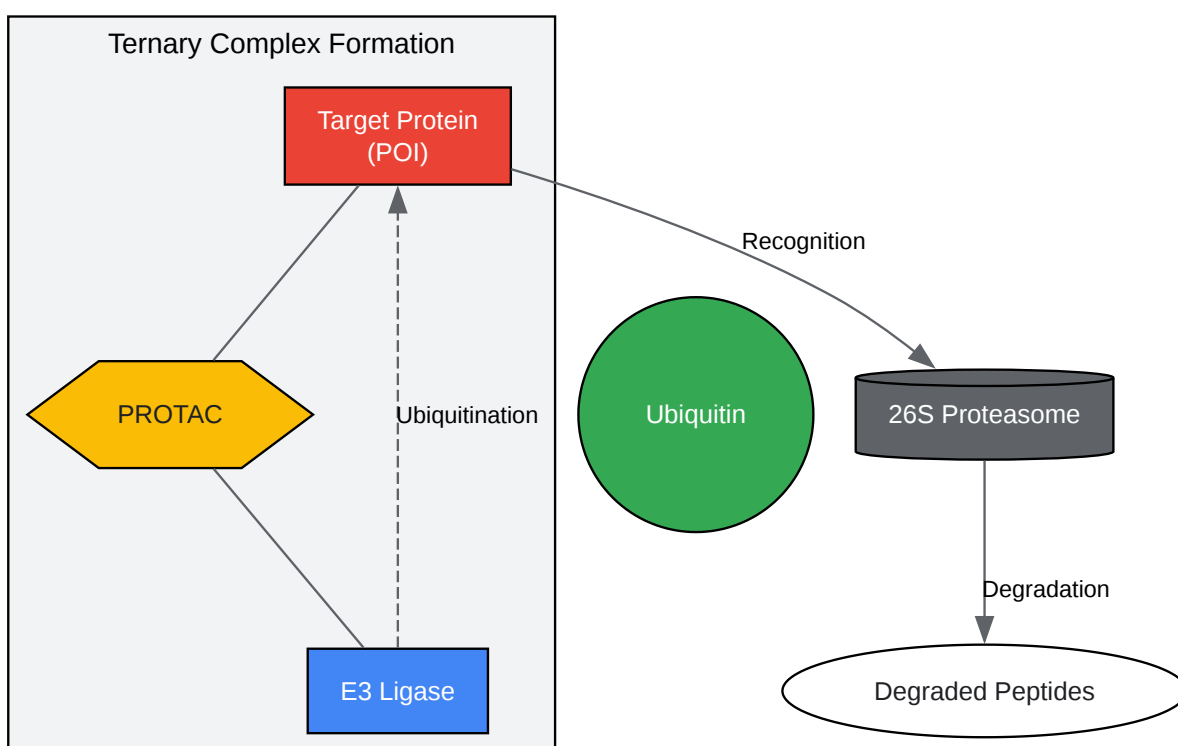 Ternary Complex Formation
Target Protein
(POI)
Recognition
PROTAC
Ubiquitination
Ubiquitin
26S Proteasome
Degradation
E3 Ligase
Degraded Peptides